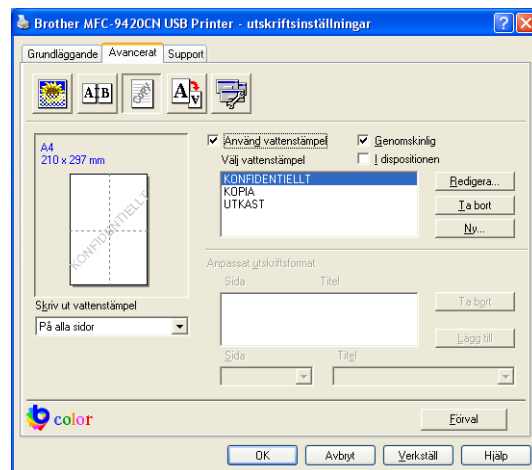 Brother MFC-9420CN USB Printer - utskriftsinställningar
Grundläggande Avancerat Support
A4
210 x 297 mm
KONFIDENTIELLT
Skriv ut vattenstämpel
På alla sidor
Använd vattenstämpel
Genomskinlig
Välj vattenstämpel
I dispositionen
KONFIDENTIELLT
KOPIA
UTKAST
Redigera...
Ta bort
Ny...
Anpassat utskriftsformat
Sida Titel
Ta bort
Lägg till
Sida Titel
color
Förval
OK Avbryt Verkställ Hjälp